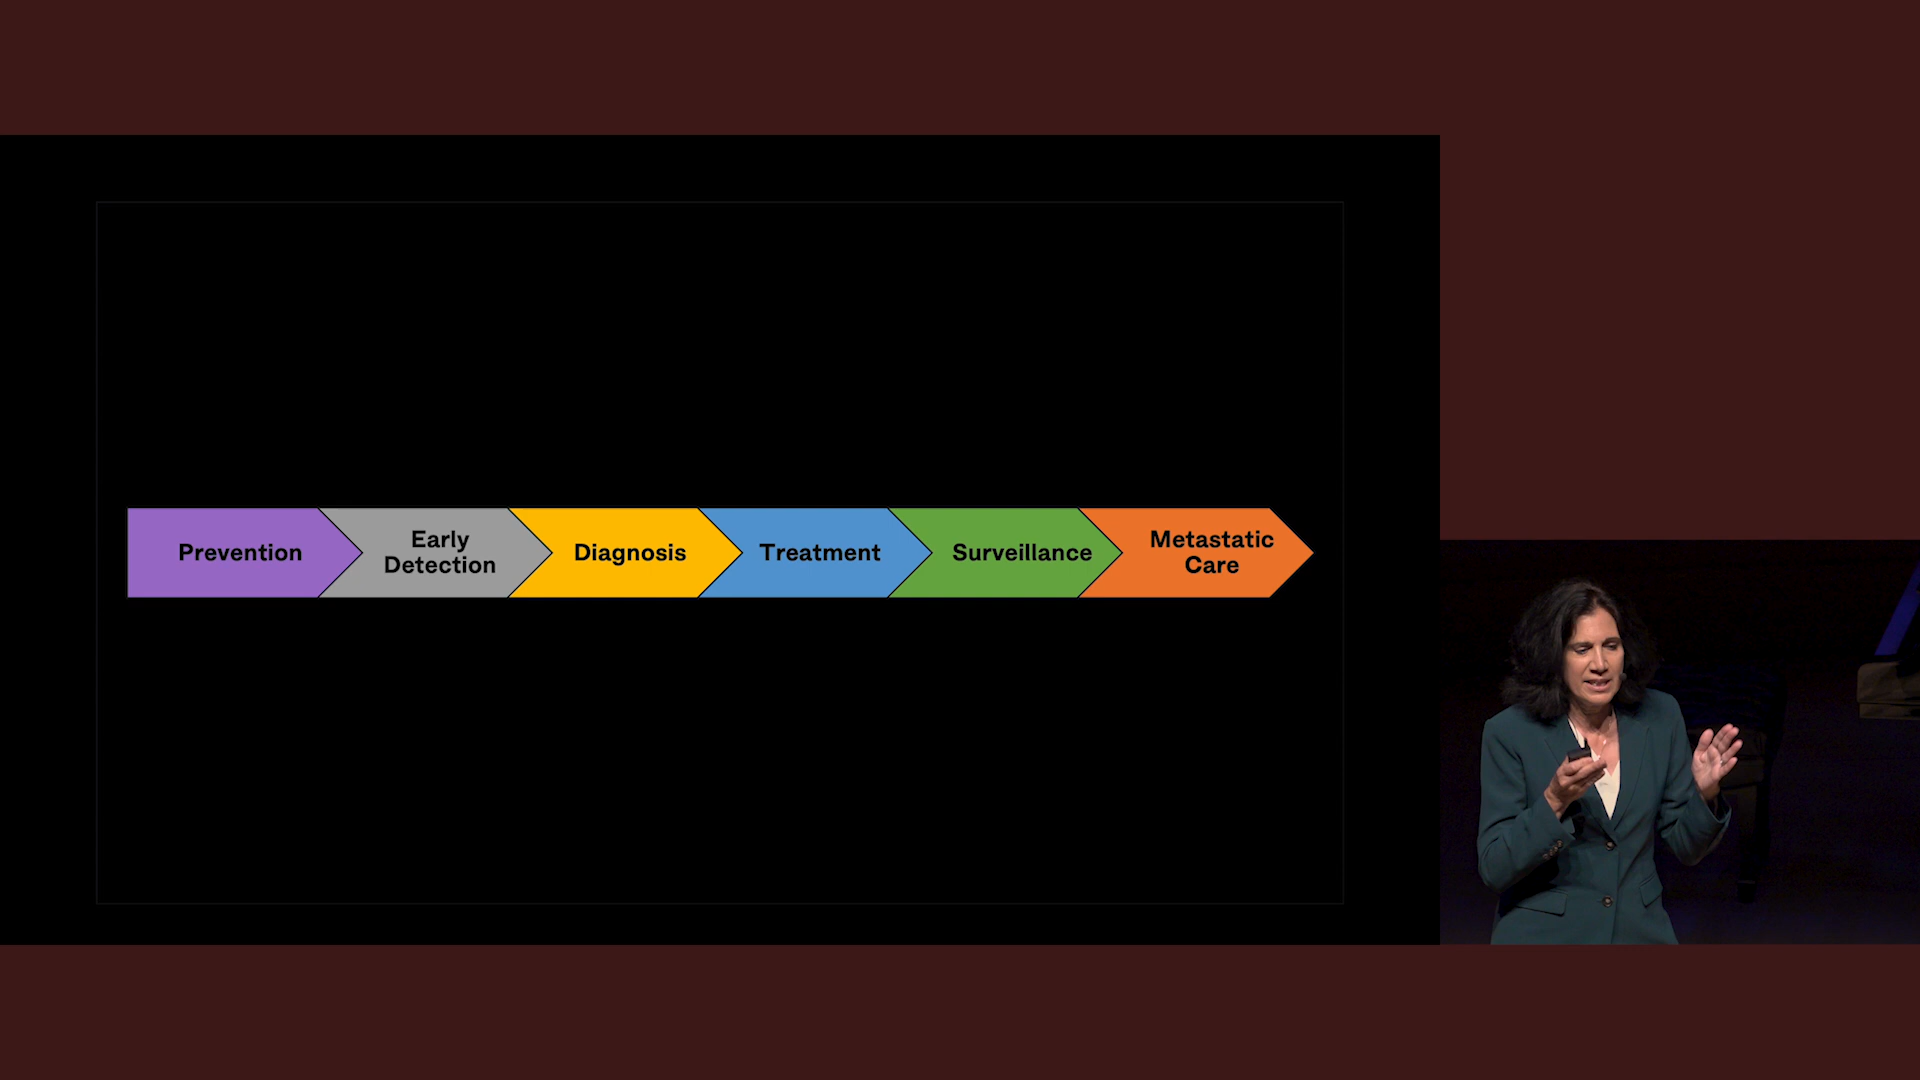 Prevention
Early
Detection
Diagnosis
Treatment
Surveillance
Metastatic
Care